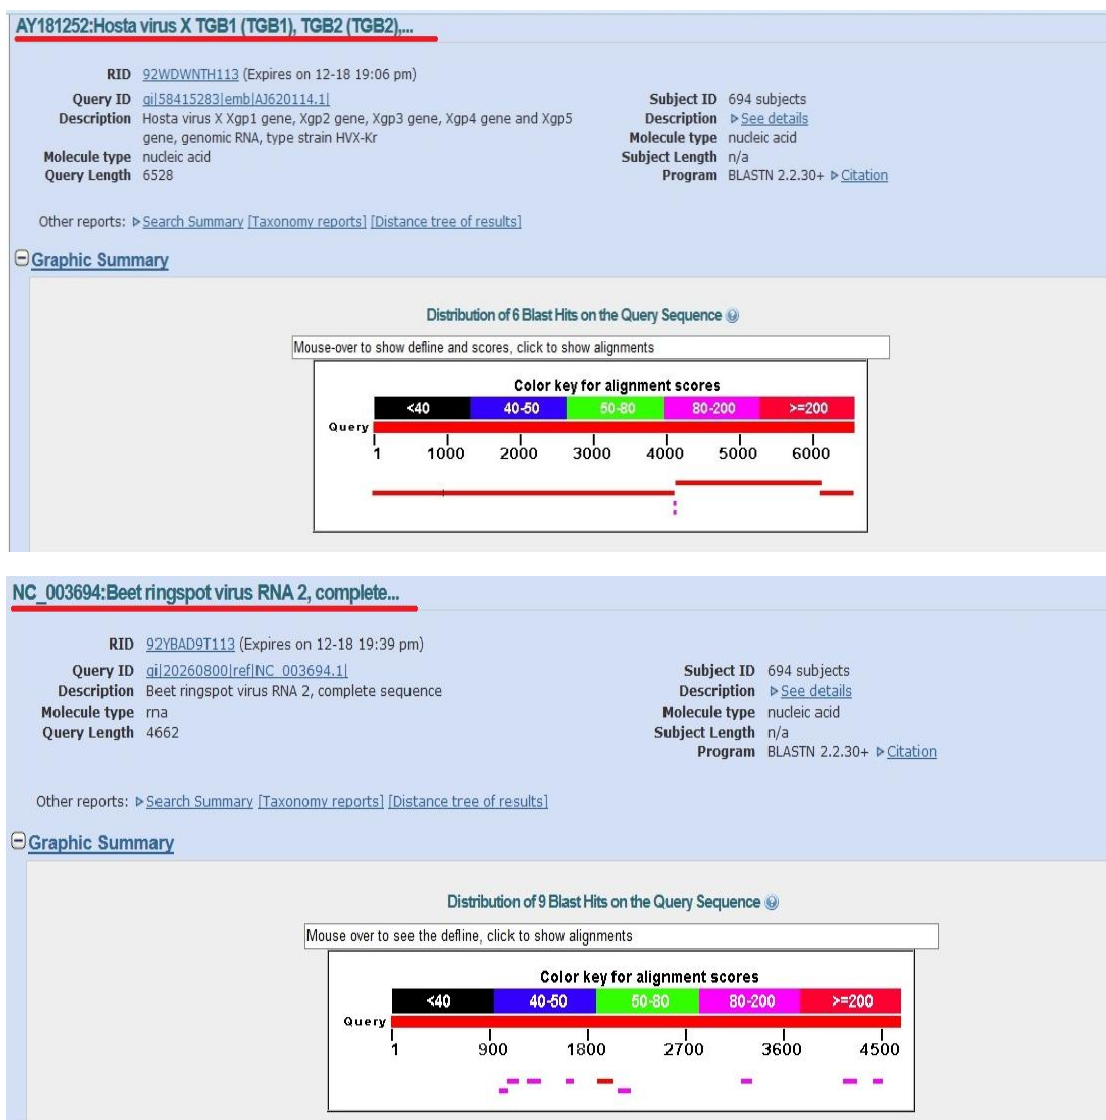 AY181252:Hosta virus X TGB1 (TGB1), TGB2 (TGB2),...
RID 92WDWNTH113 (Expires on 12-18 19:06 pm)
Query ID gi|58415283|emb|AJ620114.1|
Description Hosta virus X Xgp1 gene, Xgp2 gene, Xgp3 gene, Xgp4 gene and Xgp5
gene, genomic RNA, type strain HVX-Kr
Molecule type nucleic acid
Query Length 6528
Subject ID 694 subjects
Description See details
Molecule type nucleic acid
Subject Length n/a
Program BLASTN 2.2.30+ Citation
Other reports: Search Summary [Taxonomy reports] [Distance tree of results]
Graphic Summary
Distribution of 6 Blast Hits on the Query Sequence
Mouse-over to show defline and scores, click to show alignments
Color key for alignment scores
<40 40-50 50-80 80-200 >=200
Query
1 1000 2000 3000 4000 5000 6000
NC_003694:Beet ringspot virus RNA 2, complete...
RID 92YBAD9T113 (Expires on 12-18 19:39 pm)
Query ID gi|20260800|ref|NC_003694.1|
Description Beet ringspot virus RNA 2, complete sequence
Molecule type rna
Query Length 4662
Subject ID 694 subjects
Description See details
Molecule type nucleic acid
Subject Length n/a
Program BLASTN 2.2.30+ Citation
Other reports: Search Summary [Taxonomy reports] [Distance tree of results]
Graphic Summary
Distribution of 9 Blast Hits on the Query Sequence
Mouse over to see the defline, click to show alignments
Color key for alignment scores
<40 40-50 50-80 80-200 >=200
Query
1 900 1800 2700 3600 4500